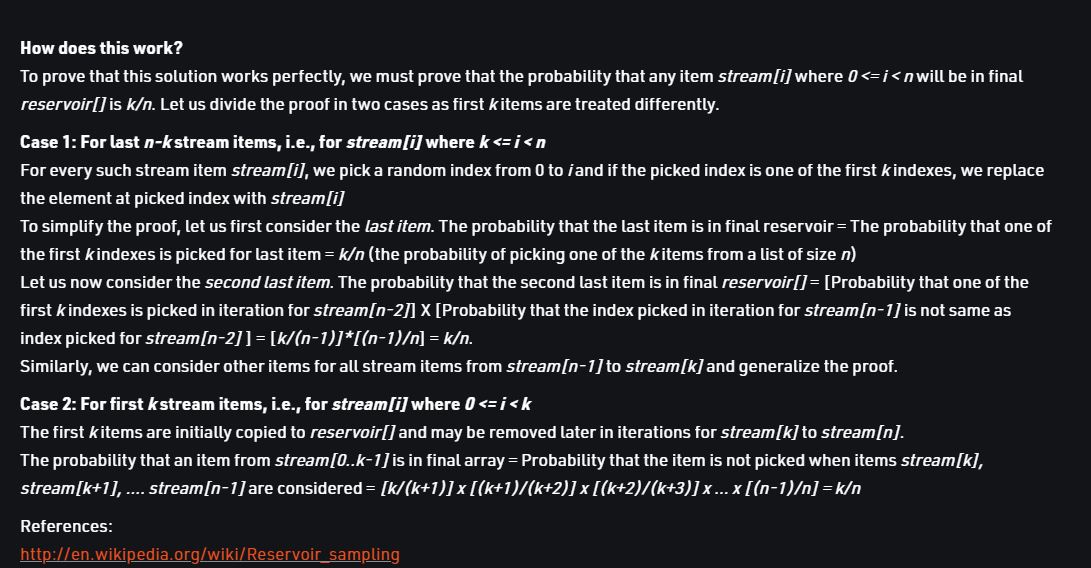 How does this work?
To prove that this solution works perfectly, we must prove that the probability that any item stream[i] where 0 <= i < n will be in final
reservoir[] is k/n. Let us divide the proof in two cases as first k items are treated differently.
Case 1: For last n-k stream items, i.e., for stream[i] where k <= i < n
For every such stream item stream[i], we pick a random index from 0 to i and if the picked index is one of the first k indexes, we replace
the element at picked index with stream[i]
To simplify the proof, let us first consider the last item. The probability that the last item is in final reservoir = The probability that one of
the first k indexes is picked for last item = k/n (the probability of picking one of the k items from a list of size n)
Let us now consider the second last item. The probability that the second last item is in final reservoir[] = [Probability that one of the
first k indexes is picked in iteration for stream[n-2]] X [Probability that the index picked in iteration for stream[n-1] is not same as
index picked for stream[n-2] ] = [k/(n-1)]*[(n-1)/n] = k/n.
Similarly, we can consider other items for all stream items from stream[n-1] to stream[k] and generalize the proof.
Case 2: For first k stream items, i.e., for stream[i] where 0 <= i < k
The first k items are initially copied to reservoir[] and may be removed later in iterations for stream[k] to stream[n].
The probability that an item from stream[0..k-1] is in final array = Probability that the item is not picked when items stream[k],
stream[k+1], .... stream[n-1] are considered = [k/(k+1)] x [(k+1)/(k+2)] x [(k+2)/(k+3)] x ... x [(n-1)/n] = k/n
References:
http://en.wikipedia.org/wiki/Reservoir_sampling